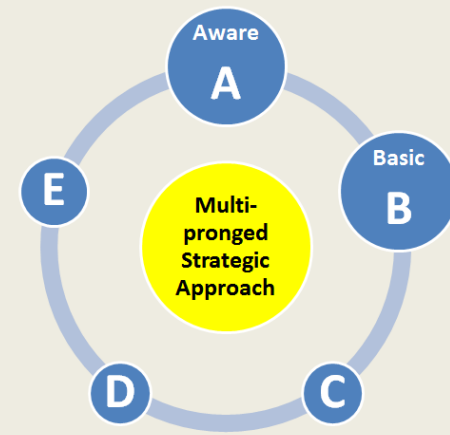 Aware
A
Basic
B
E
Multi-
pronged
Strategic
Approach
D
C